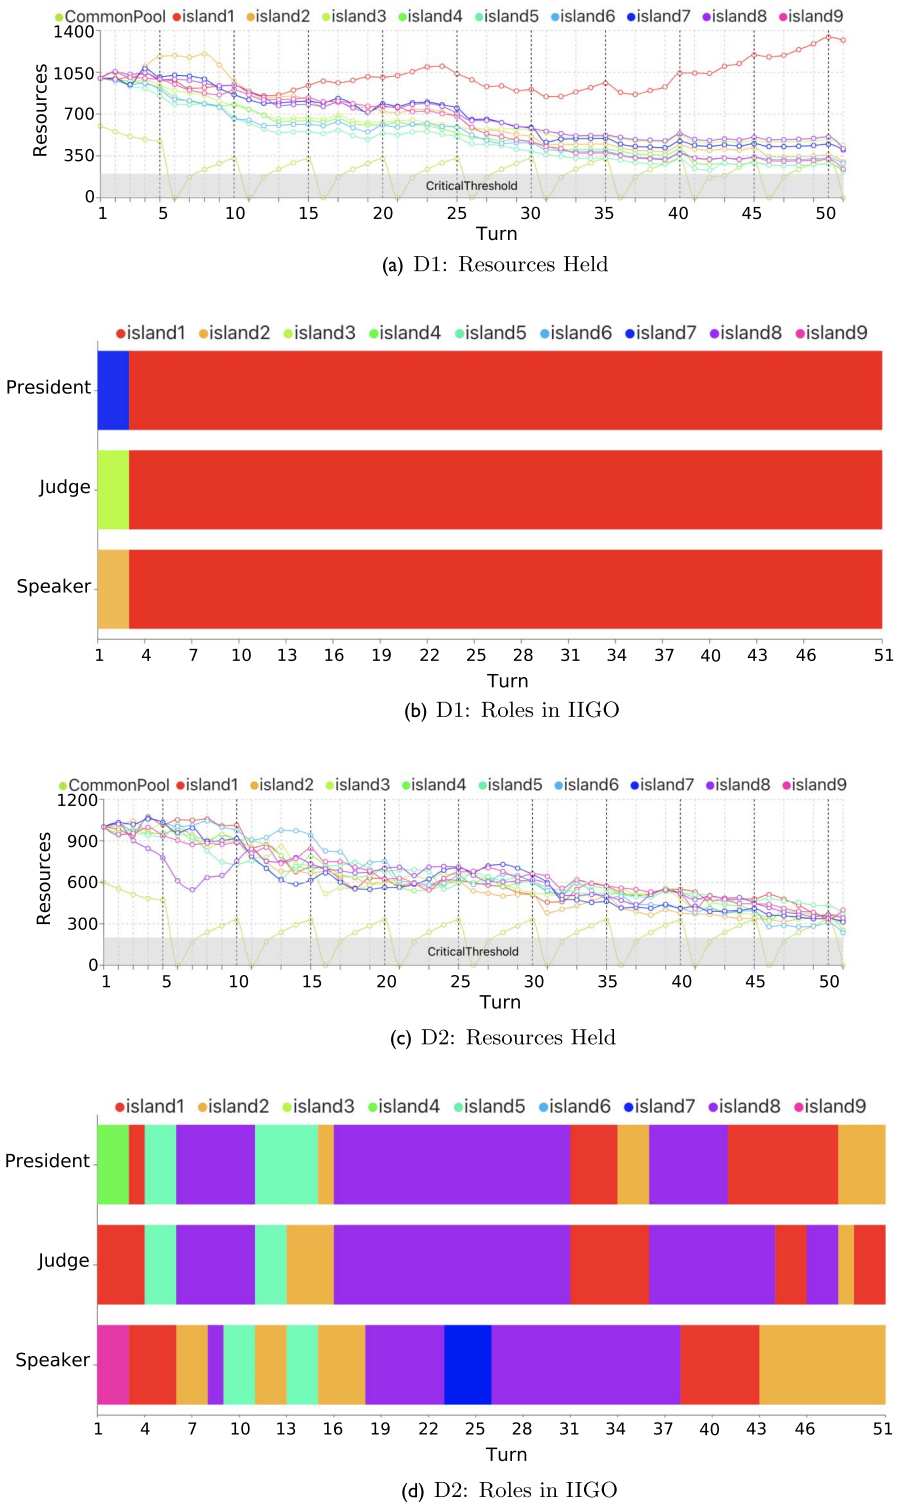 CommonPool island1 island2 island3 island4 island5 island6 island7 island8 island9
1400
1050
700
350
0
Resources
CriticalThreshold
1 5 10 15 20 25 30 35 40 45 50
Turn
(a) D1: Resources Held
island1 island2 island3 island4 island5 island6 island7 island8 island9
President
Judge
Speaker
1 4 7 10 13 16 19 22 25 28 31 34 37 40 43 46 51
Turn
(b) D1: Roles in IIGO
CommonPool island1 island2 island3 island4 island5 island6 island7 island8 island9
1200
900
600
300
0
Resources
CriticalThreshold
1 5 10 15 20 25 30 35 40 45 50
Turn
(c) D2: Resources Held
island1 island2 island3 island4 island5 island6 island7 island8 island9
President
Judge
Speaker
1 4 7 10 13 16 19 22 25 28 31 34 37 40 43 46 51
Turn
(d) D2: Roles in IIGO